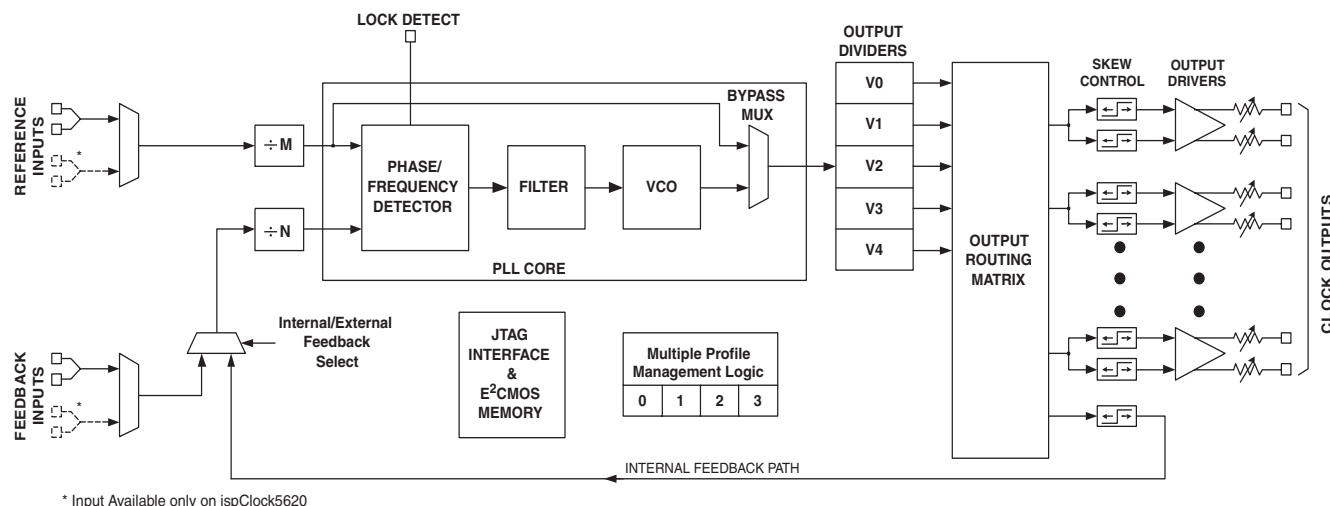 LOCK DETECT
OUTPUT
DIVIDERS
SKEW
CONTROL
OUTPUT
DRIVERS
REFERENCE
INPUTS
*
÷M
÷N
PHASE/
FREQUENCY
DETECTOR
FILTER
VCO
BYPASS
MUX
PLL CORE
V0
V1
V2
V3
V4
OUTPUT
ROUTING
MATRIX
CLOCK OUTPUTS
Internal/External
Feedback
Select
FEEDBACK
INPUTS
*
JTAG
INTERFACE
&
E²CMOS
MEMORY
Multiple Profile
Management Logic
0 1 2 3
INTERNAL FEEDBACK PATH
* Input Available only on ispClock5620